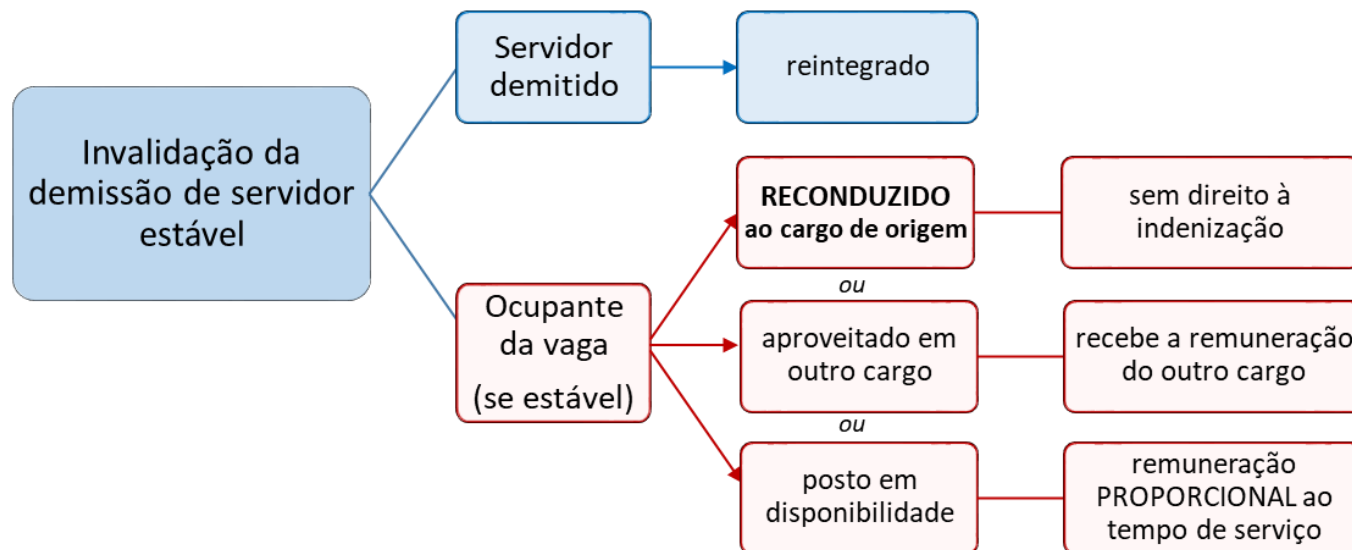 Invalidação da
demissão de servidor
estável
Servidor
demitido
reintegrado
Ocupante
da vaga
(se estável)
RECONDUZIDO
ao cargo de origem
sem direito à
indenização
ou
aproveitado em
outro cargo
recebe a remuneração
do outro cargo
ou
posto em
disponibilidade
remuneração
PROPORCIONAL ao
tempo de serviço